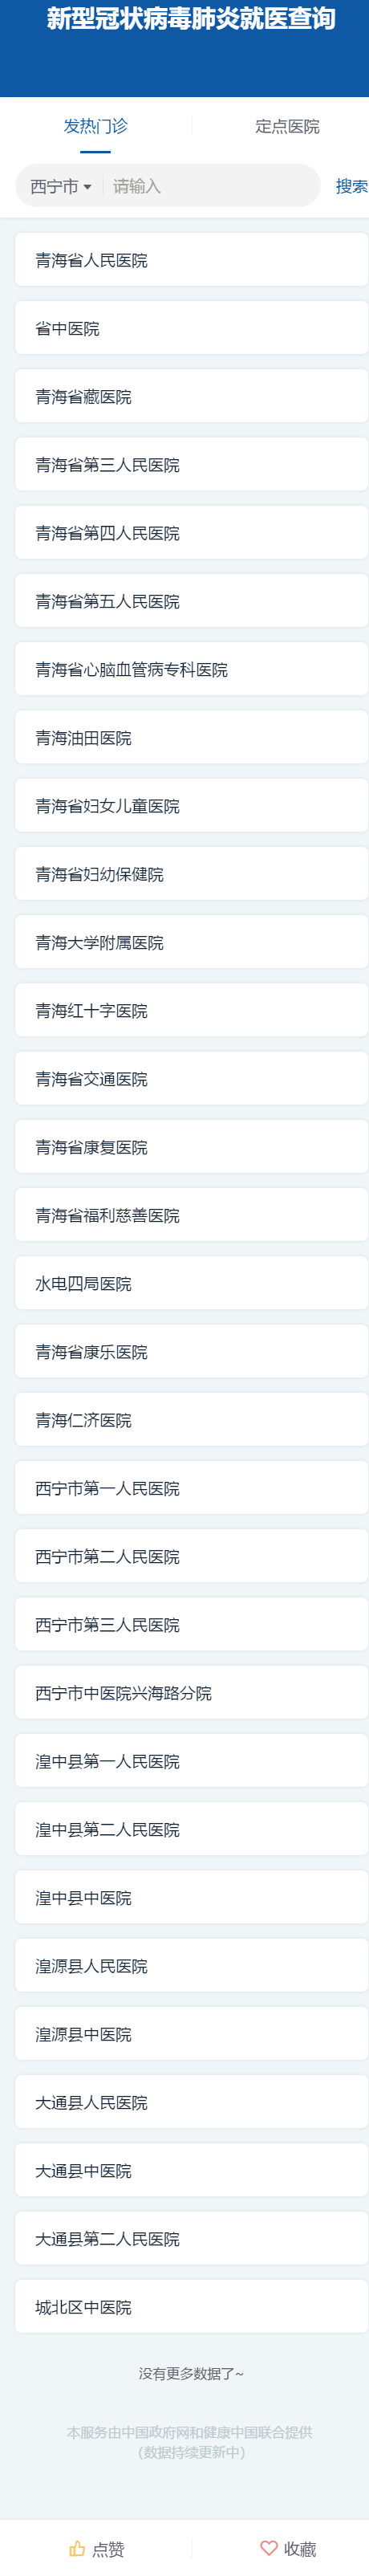 新型冠状病毒肺炎就医查询
发热门诊 定点医院
西宁市 请输入 搜索
青海省人民医院
省中医院
青海省藏医院
青海省第三人民医院
青海省第四人民医院
青海省第五人民医院
青海省心脑血管病专科医院
青海油田医院
青海省妇女儿童医院
青海省妇幼保健院
青海大学附属医院
青海红十字医院
青海省交通医院
青海省康复医院
青海省福利慈善医院
水电四局医院
青海省康乐医院
青海仁济医院
西宁市第一人民医院
西宁市第二人民医院
西宁市第三人民医院
西宁市中医院兴海路分院
湟中县第一人民医院
湟中县第二人民医院
湟中县中医院
湟源县人民医院
湟源县中医院
大通县人民医院
大通县中医院
大通县第二人民医院
城北区中医院
没有更多数据了~
本服务由中国政府网和健康中国联合提供
(数据持续更新中)
点赞 收藏